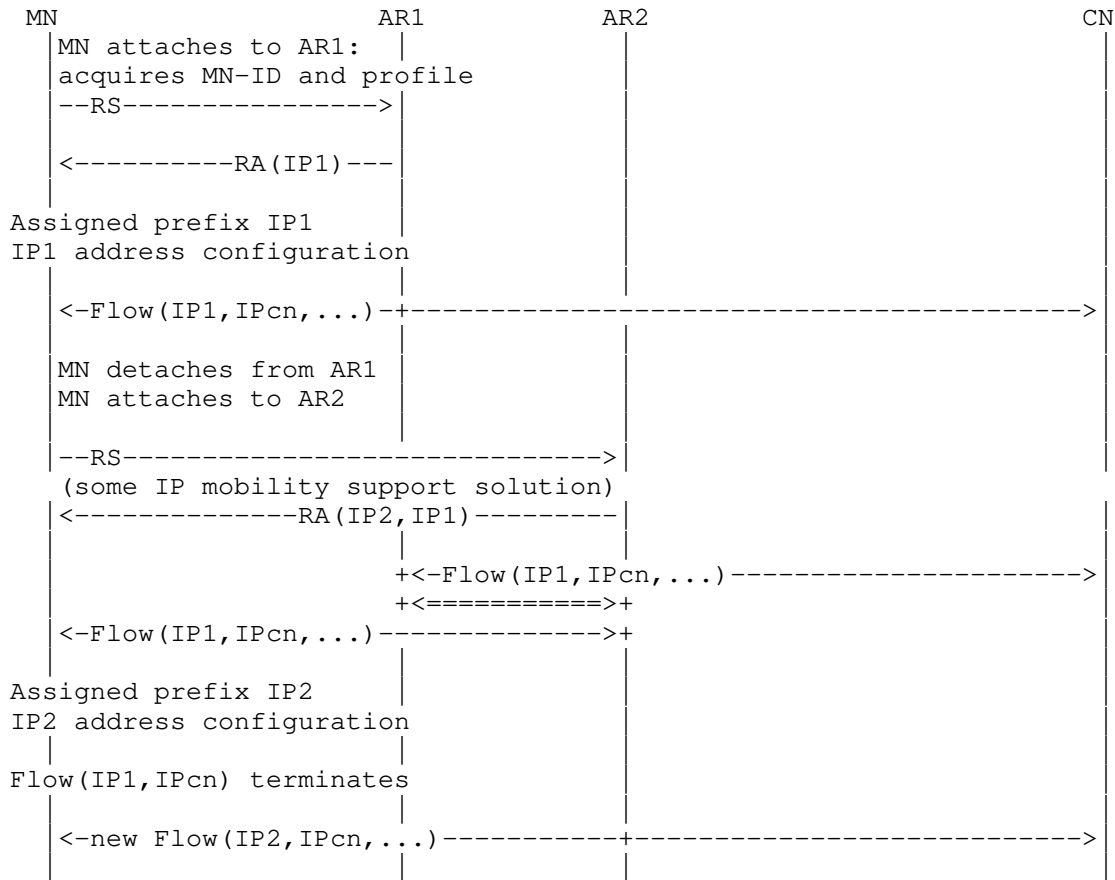 MN AR1 AR2 CN
|MN attaches to AR1: | | |
|acquires MN-ID and profile | |
|--RS---------------->| | |
| | | |
|<----------RA(IP1)---| | |
| | | |
Assigned prefix IP1 | | |
IP1 address configuration | |
| | | |
|<-Flow(IP1,IPcn,...)-+------------------------------------------>|
| | | |
|MN detaches from AR1 | | |
|MN attaches to AR2 | | |
| | | |
|--RS------------------------------>| |
(some IP mobility support solution)
|<--------------RA(IP2,IP1)---------| |
| | | |
| +<-Flow(IP1,IPcn,...)---------------------->|
| +<===========>+ |
|<-Flow(IP1,IPcn,...)-------------->+ |
| | | |
Assigned prefix IP2 | | |
IP2 address configuration | |
| | | |
Flow(IP1,IPcn) terminates | |
| | | |
|<-new Flow(IP2,IPcn,...)-----------+---------------------------->|
| | | |